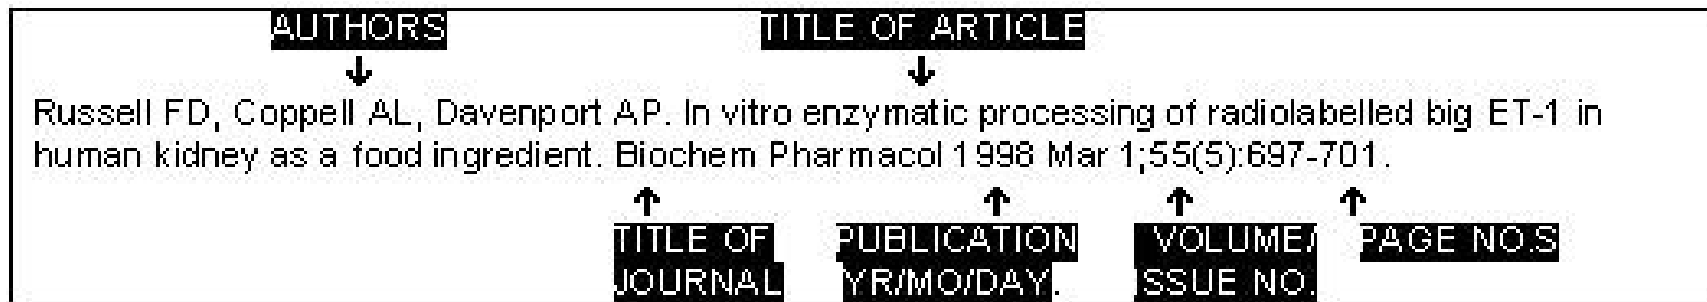 AUTHORS TITLE OF ARTICLE
Russell FD, Coppell AL, Davenport AP. In vitro enzymatic processing of radiolabelled big ET-1 in
human kidney as a food ingredient. Biochem Pharmacol 1998 Mar 1;55(5):697-701.
TITLE OF PUBLICATION VOLUME/ PAGE NO.S
JOURNAL YR/MO/DAY. ISSUE NO.